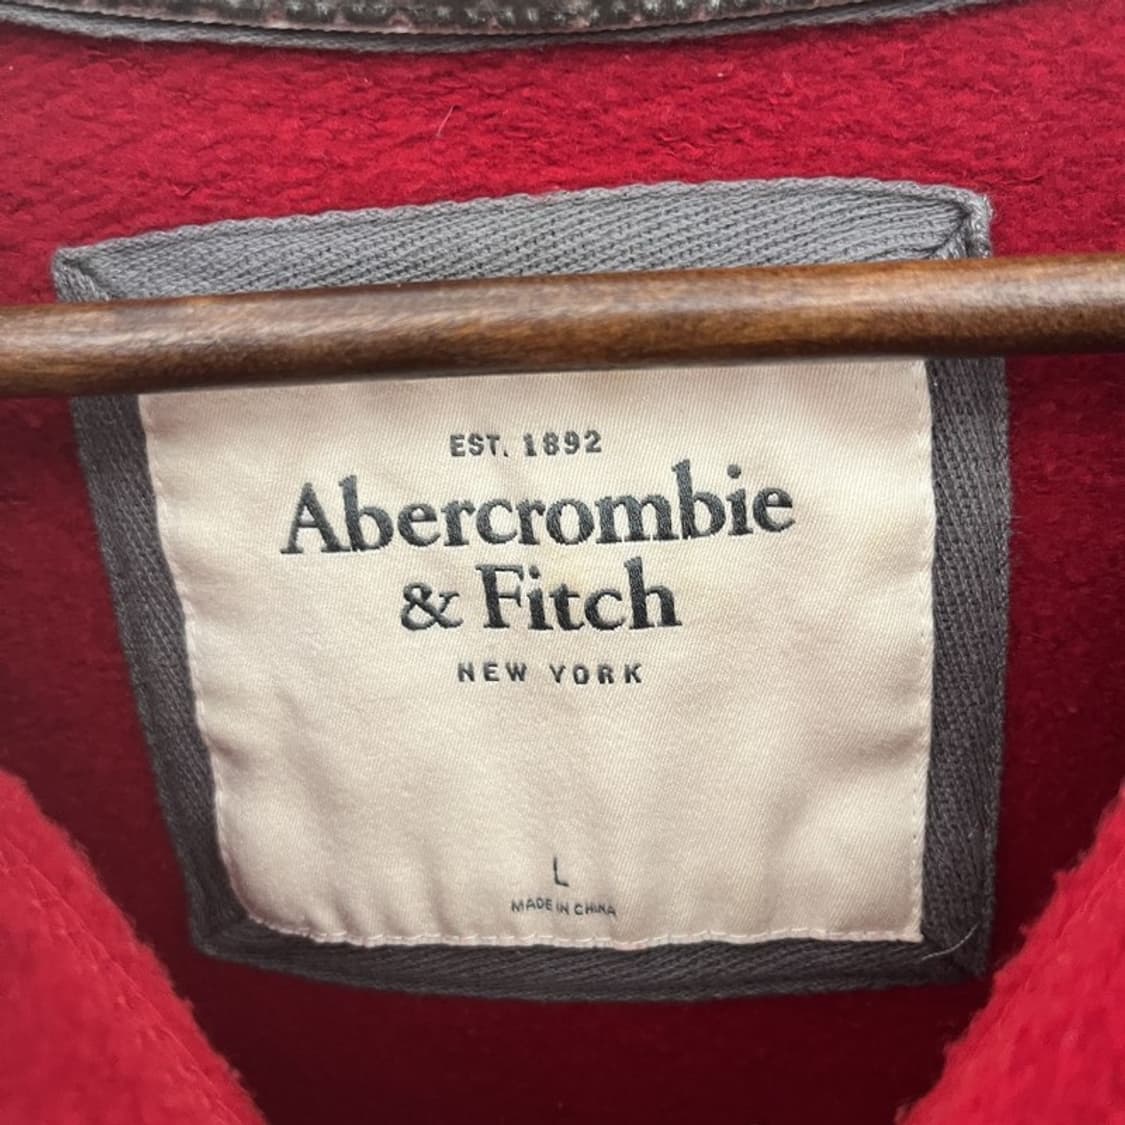 EST. 1892
Abercrombie
& Fitch
NEW YORK
L
MADE IN CHINA